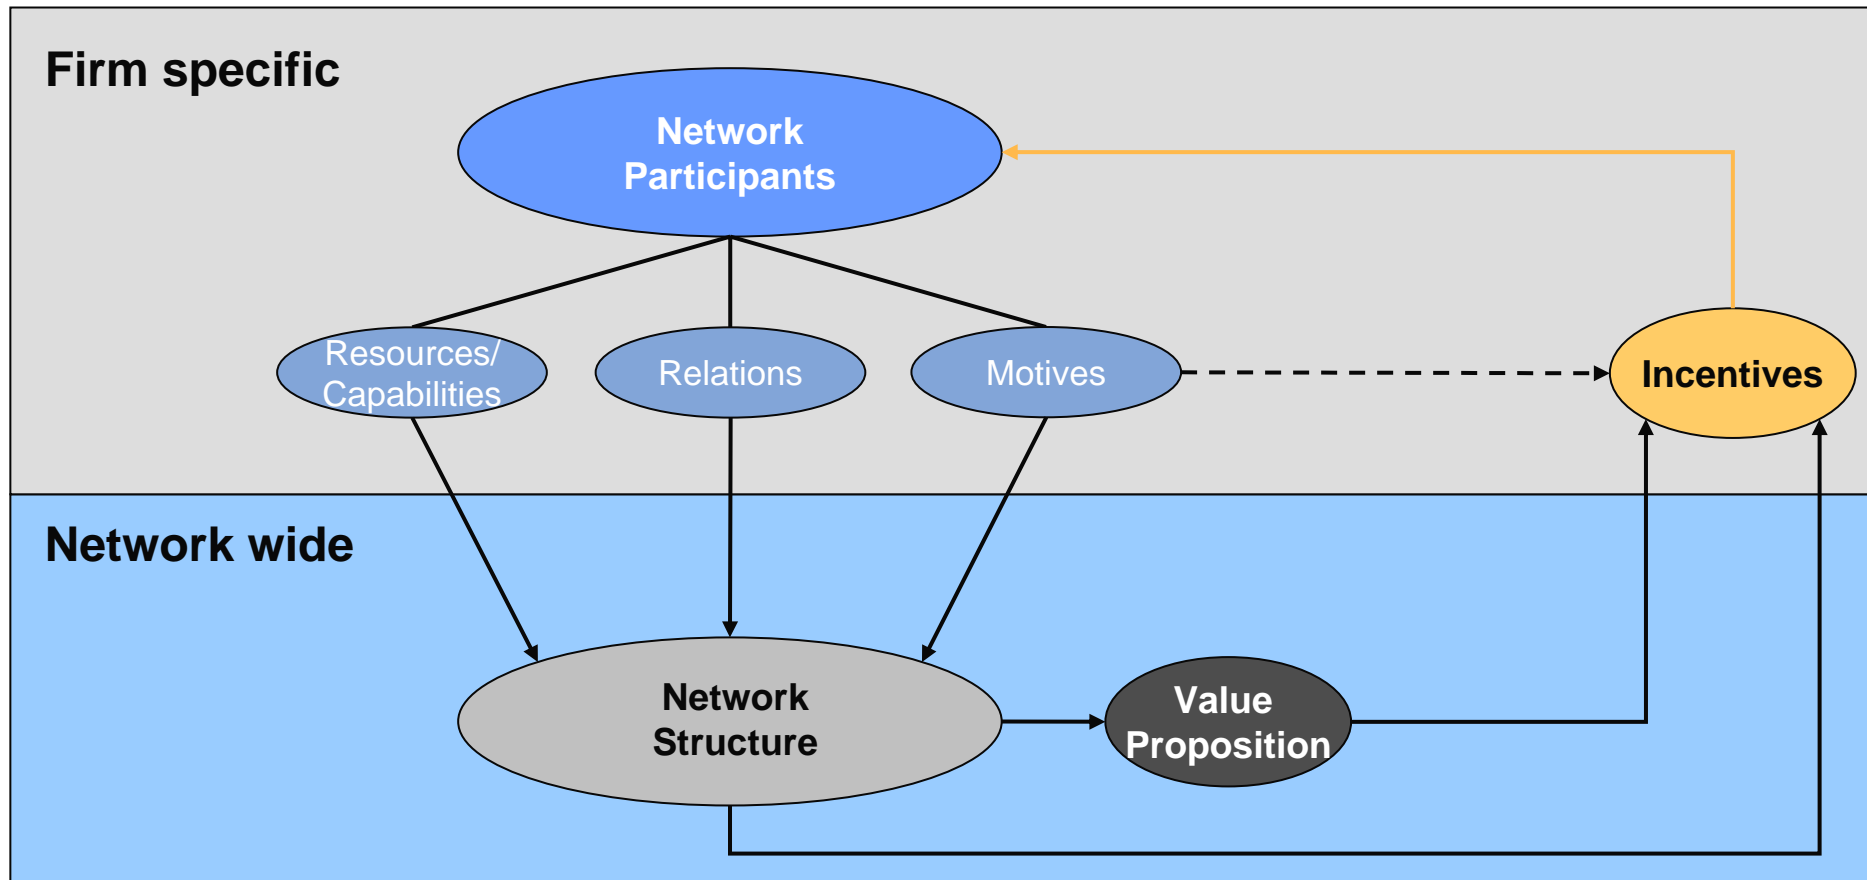 Firm specific
Network
Participants
Resources/
Capabilities
Relations
Motives
Incentives
Network wide
Network
Structure
Value
Proposition